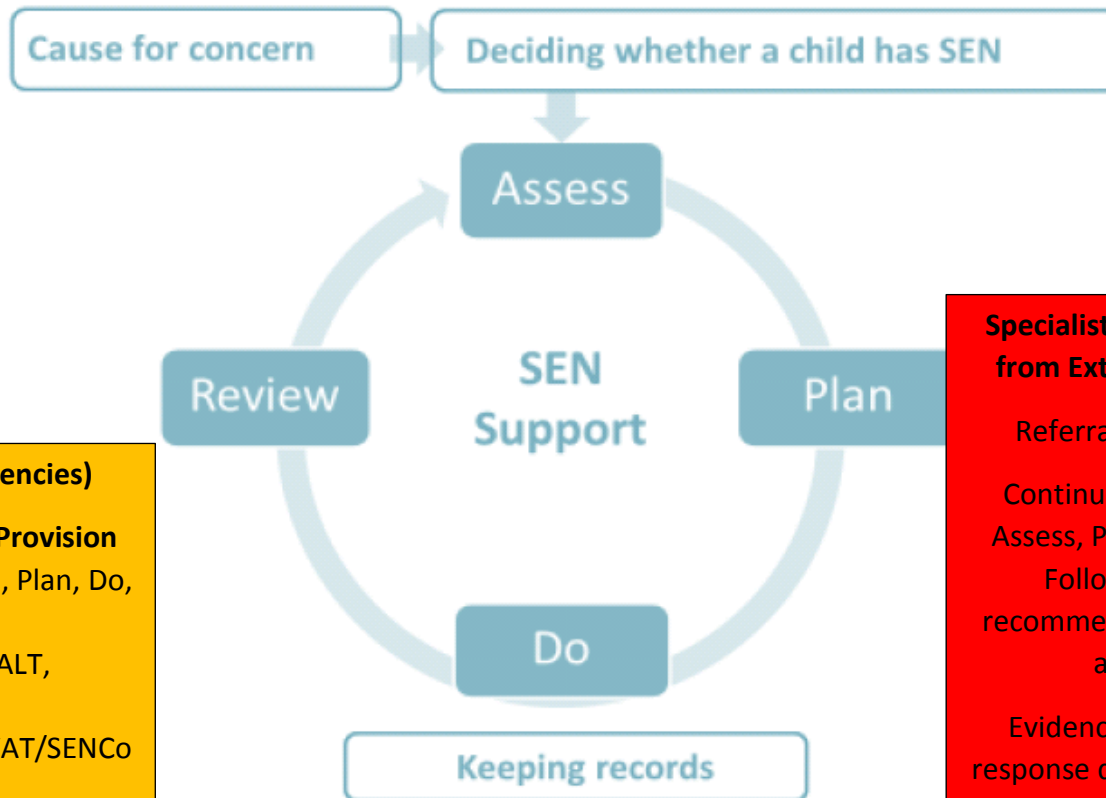 Cause for concern
Deciding whether a child has SEN
Assess
Review
SEN
Support
Plan
Do
Keeping records
encies)
Provision
, Plan, Do,
ALT,
AT/SENCo
Specialist
from Ext
Referra
Continu
Assess, P
Follo
recomme
a
Evidenc
response o